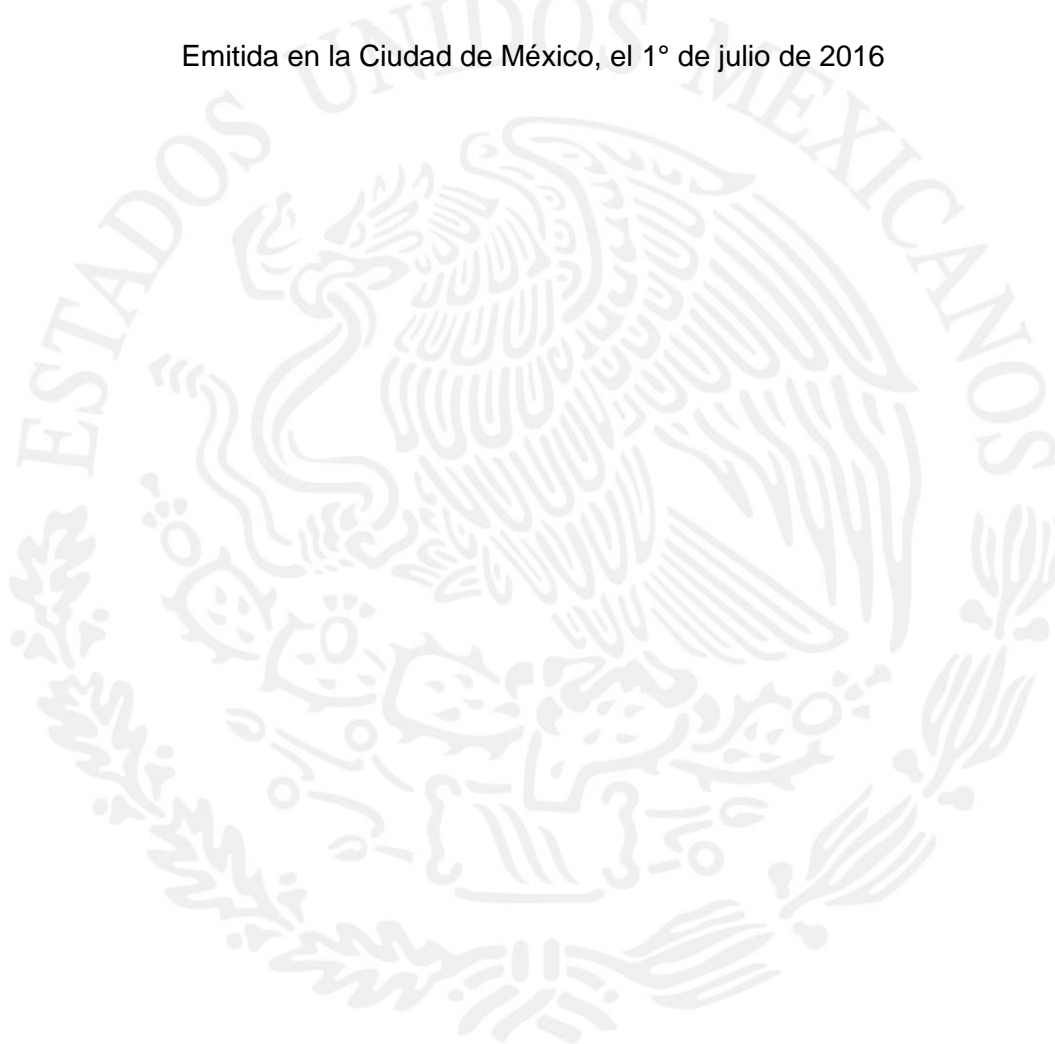 Emitida en la Ciudad de México, el 1° de julio de 2016
ESTADOS UNIDOS MEXICANOS